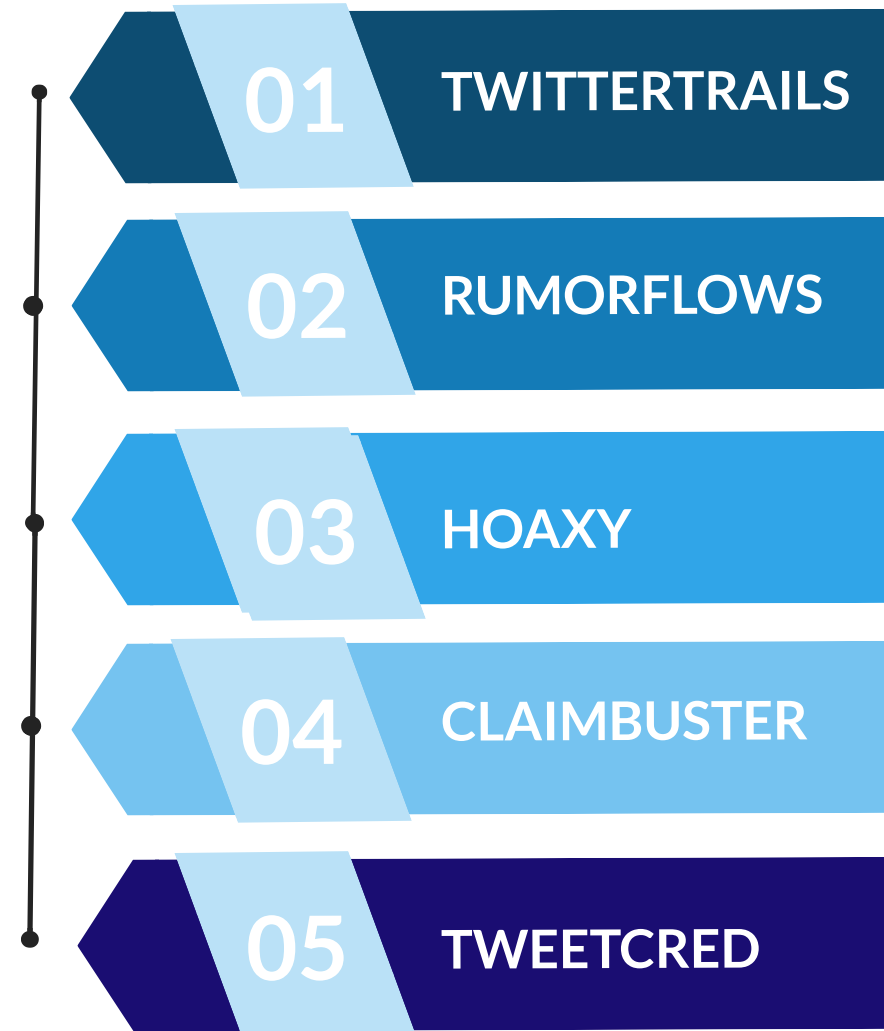 01 TWITTERTRAILS
02 RUMORFLOWS
03 HOAXY
04 CLAIMBUSTER
05 TWEETCRED